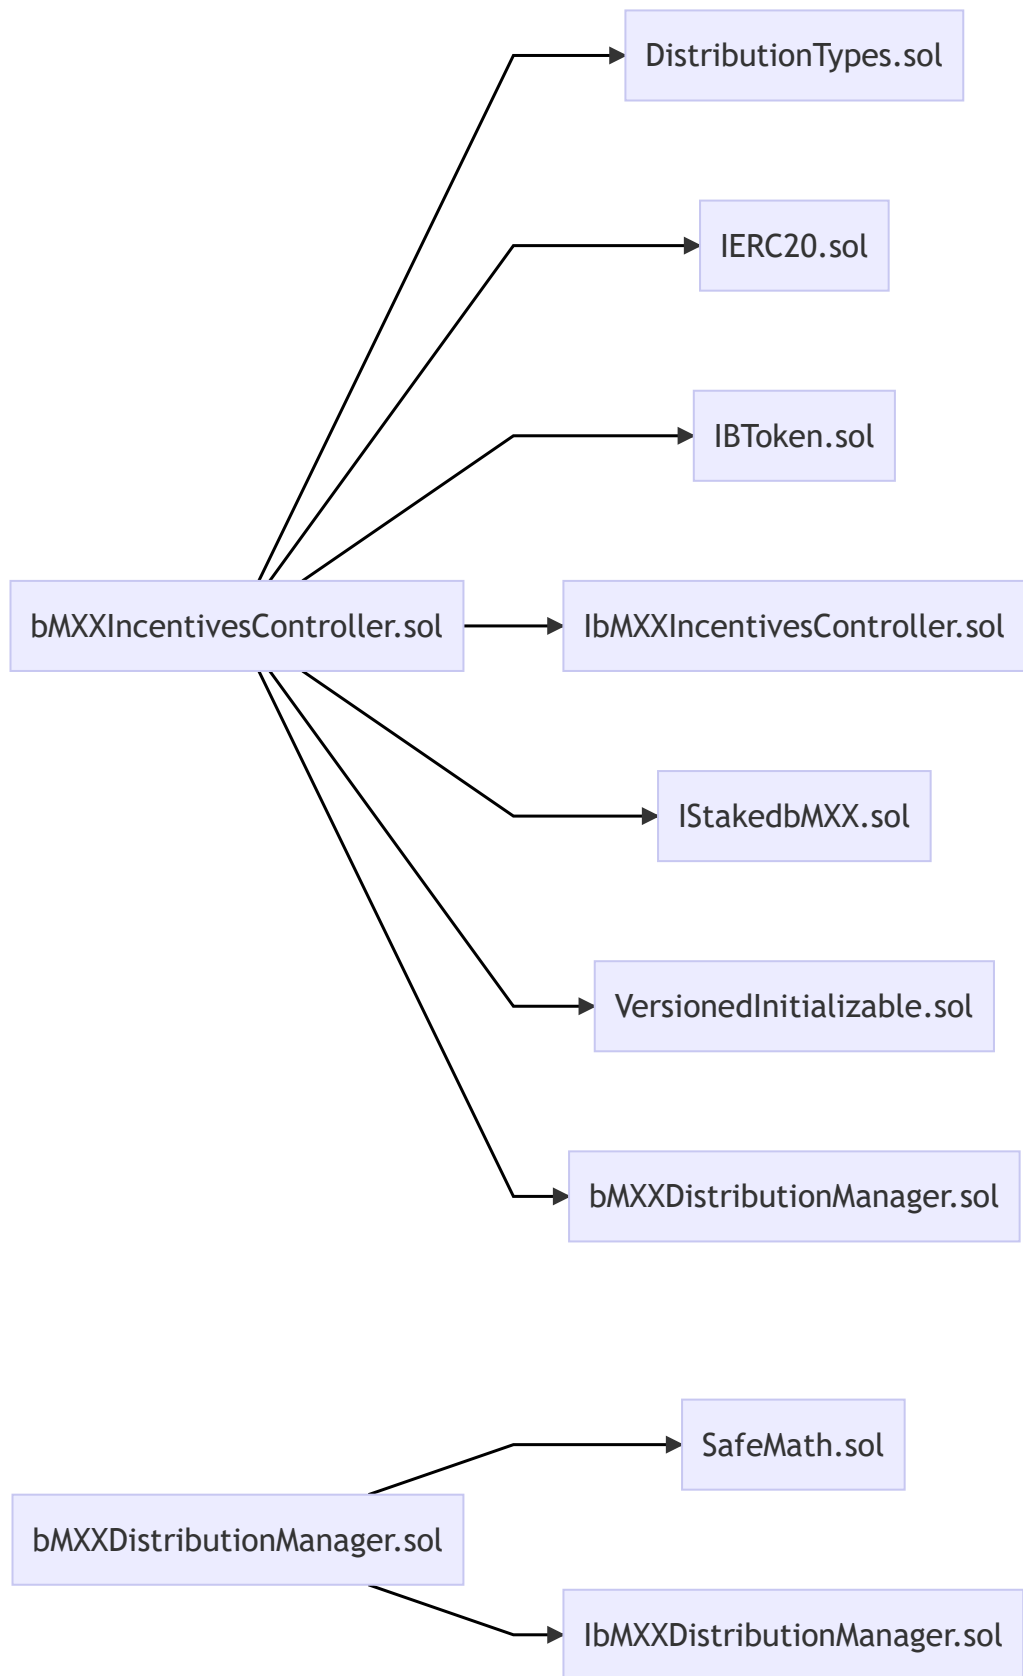 DistributionTypes.sol
IERC20.sol
IBToken.sol
bMXXIncentivesController.sol
IbMXXIncentivesController.sol
IStakedbMXX.sol
VersionedInitializable.sol
bMXXDistributionManager.sol
SafeMath.sol
bMXXDistributionManager.sol
IbMXXDistributionManager.sol